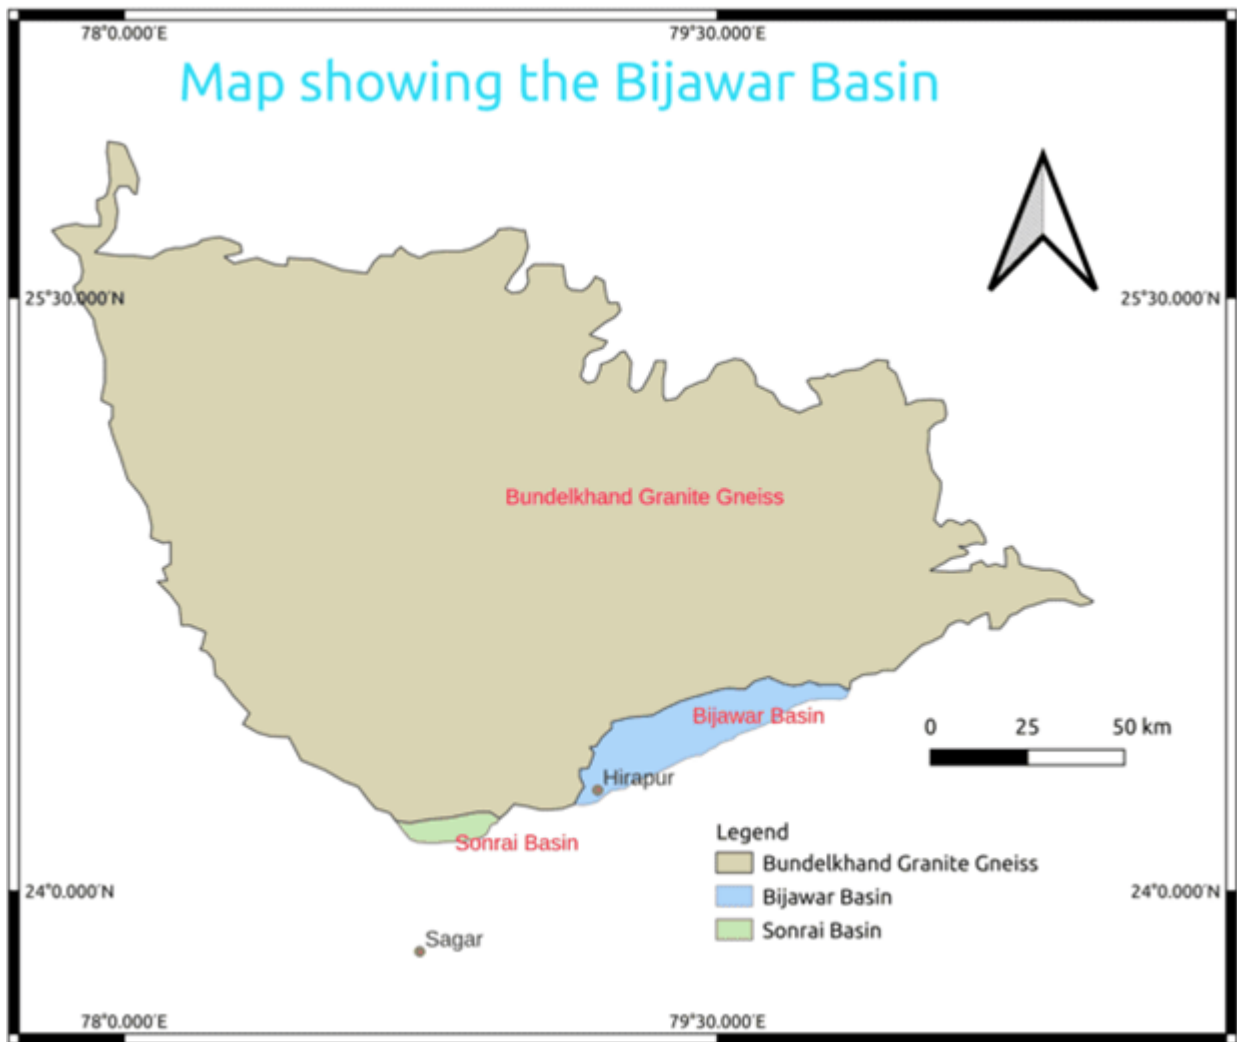 78°0.000′E 79°30.000′E
Map showing the Bijawar Basin
25°30.000′N 25°30.000′N
Bundelkhand Granite Gneiss
Bijawar Basin
0 25 50 km
Hirapur
Sonrai Basin
Legend
Bundelkhand Granite Gneiss
Bijawar Basin
Sonrai Basin
24°0.000′N 24°0.000′N
Sagar
78°0.000′E 79°30.000′E